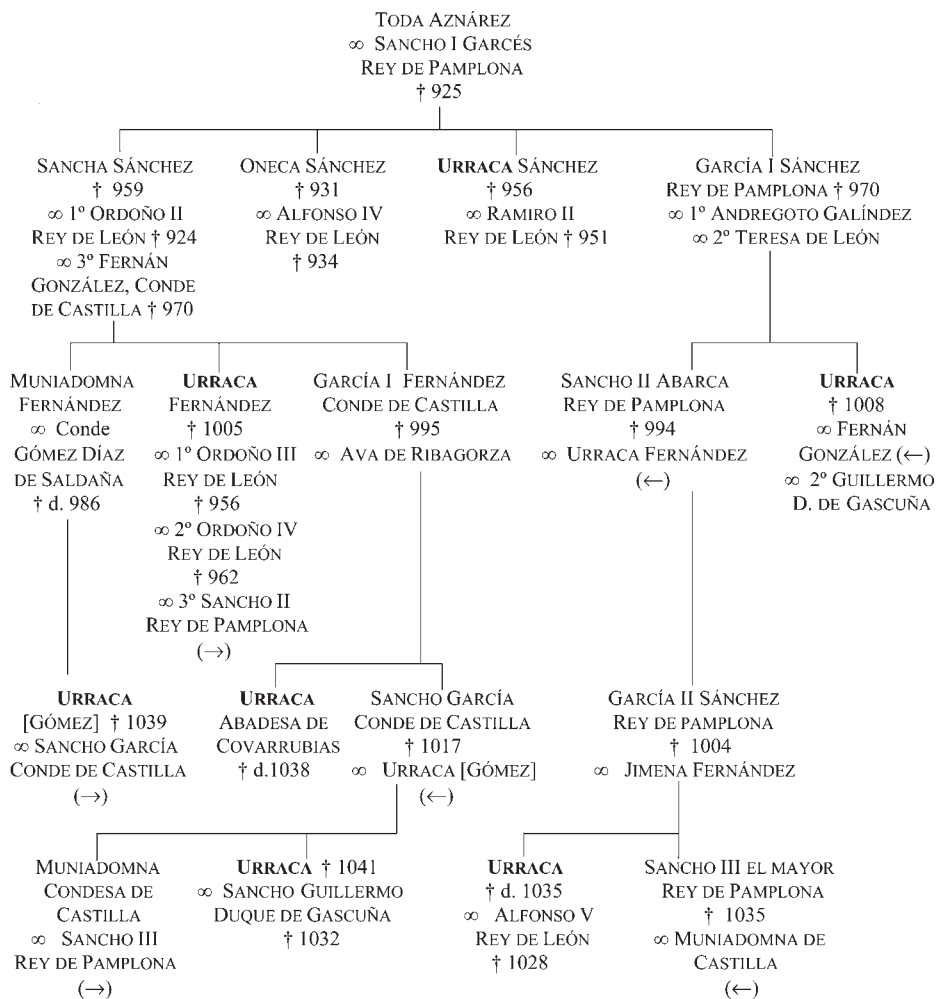 TODA AZNÁREZ
∞ SANCHO I GARCÉS
REY DE PAMPLONA
† 925
SANCHA SÁNCHEZ
† 959
∞ 1º ORDOÑO II
REY DE LEÓN † 924
∞ 3º FERNÁN
GONZÁLEZ, CONDE
DE CASTILLA † 970
ONECA SÁNCHEZ
† 931
∞ ALFONSO IV
REY DE LEÓN
† 934
URRACA SÁNCHEZ
† 956
∞ RAMIRO II
REY DE LEÓN † 951
GARCÍA I SÁNCHEZ
REY DE PAMPLONA † 970
∞ 1º ANDREGOTO GALÍNDEZ
∞ 2º TERESA DE LEÓN
MUNIADOMNA
FERNÁNDEZ
∞ Conde
GÓMEZ DÍAZ
DE SALDAÑA
† d. 986
URRACA
FERNÁNDEZ
† 1005
∞ 1º ORDOÑO III
REY DE LEÓN
† 956
∞ 2º ORDOÑO IV
REY DE LEÓN
† 962
∞ 3º SANCHO II
REY DE PAMPLONA
(→)
GARCÍA I FERNÁNDEZ
CONDE DE CASTILLA
† 995
∞ AVA DE RIBAGORZA
SANCHO II ABARCA
REY DE PAMPLONA
† 994
∞ URRACA FERNÁNDEZ
(←)
URRACA
† 1008
∞ FERNÁN
GONZÁLEZ (←)
∞ 2º GUILLERMO
D. DE GASCUÑA
URRACA
[GÓMEZ] † 1039
∞ SANCHO GARCÍA
CONDE DE CASTILLA
(→)
URRACA
ABADESA DE
COVARRUBIAS
† d.1038
SANCHO GARCÍA
CONDE DE CASTILLA
† 1017
∞ URRACA [GÓMEZ]
(←)
GARCÍA II SÁNCHEZ
REY DE PAMPLONA
† 1004
∞ JIMENA FERNÁNDEZ
MUNIADOMNA
CONDESA DE
CASTILLA
∞ SANCHO III
REY DE PAMPLONA
(→)
URRACA † 1041
∞ SANCHO GUILLERMO
DUQUE DE GASCUÑA
† 1032
URRACA
† d. 1035
∞ ALFONSO V
REY DE LEÓN
† 1028
SANCHO III EL MAYOR
REY DE PAMPLONA
† 1035
∞ MUNIADOMNA DE
CASTILLA
(←)